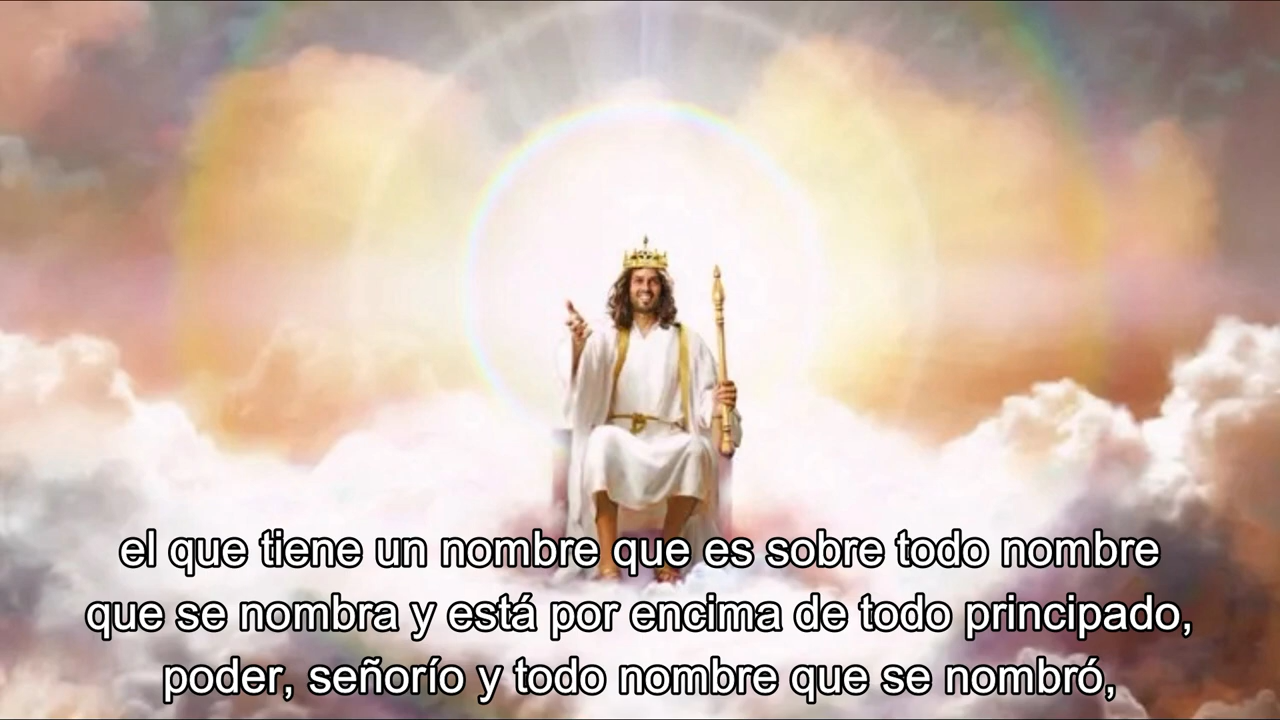 el que tiene un nombre que es sobre todo nombre
que se nombra y está por encima de todo principado,
poder, señorío y todo nombre que se nombró,